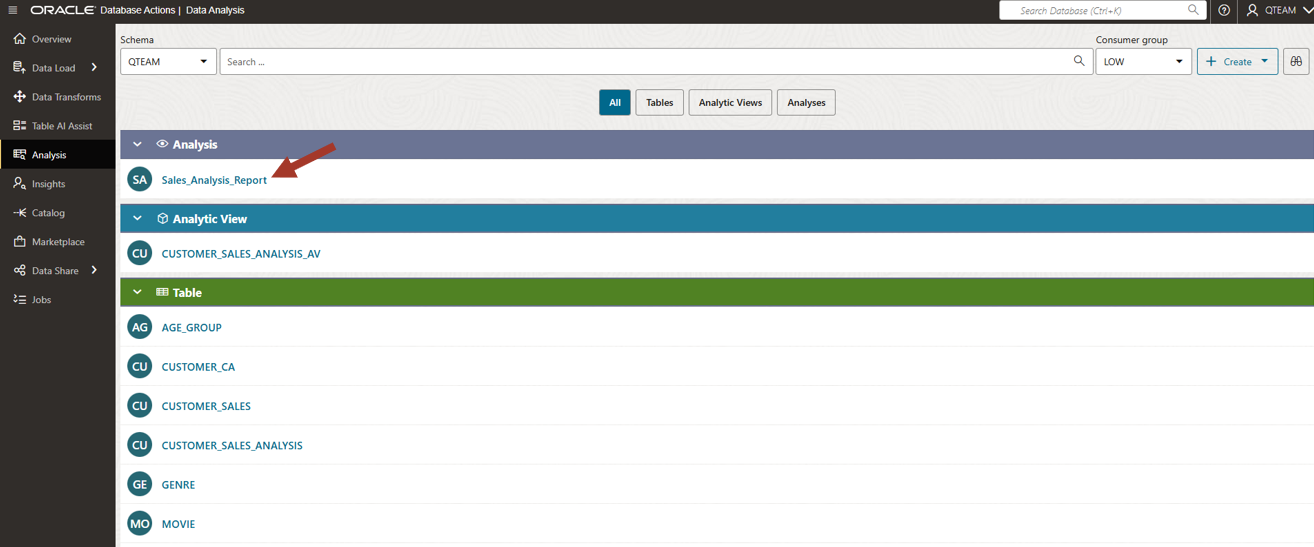 ORACLE Database Actions | Data Analysis
Search Database (Ctrl+K)
QTEAM
Overview
Data Load
Data Transforms
Table AI Assist
Analysis
Insights
Catalog
Marketplace
Data Share
Jobs
Schema
QTEAM
Search ...
Consumer group
LOW
Create
All
Tables
Analytic Views
Analyses
Analysis
SA Sales_Analysis_Report
Analytic View
CU CUSTOMER_SALES_ANALYSIS_AV
Table
AG AGE_GROUP
CU CUSTOMER_CA
CU CUSTOMER_SALES
CU CUSTOMER_SALES_ANALYSIS
GE GENRE
MO MOVIE